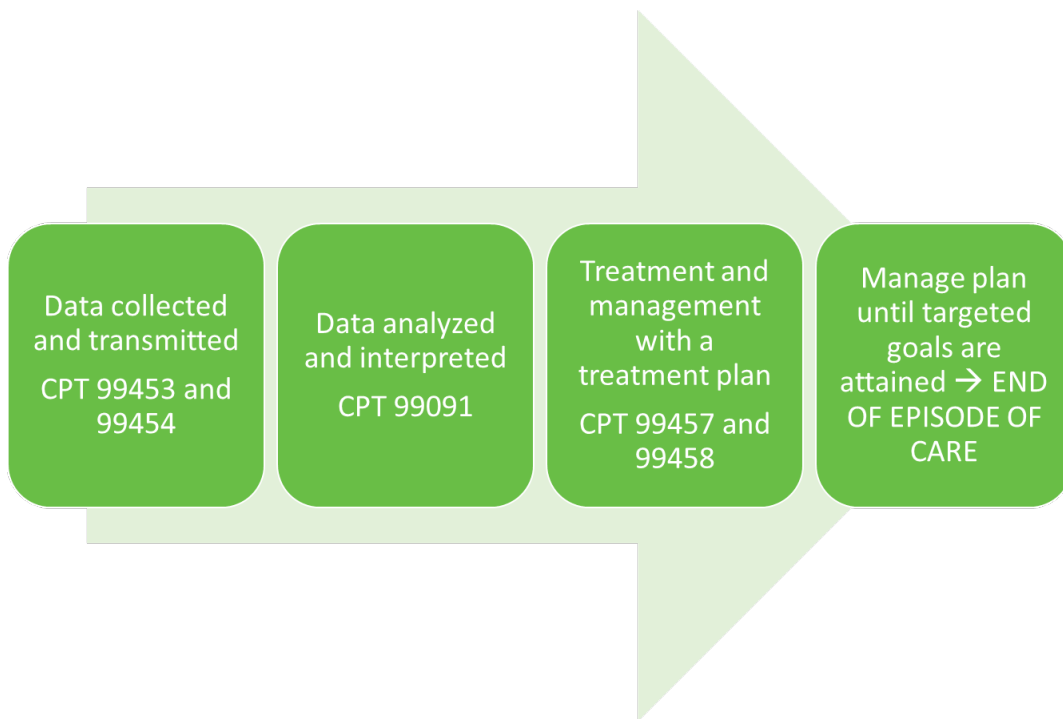 Data collected
and transmitted
CPT 99453 and
99454
Data analyzed
and interpreted
CPT 99091
Treatment and
management
with a
treatment plan
CPT 99457 and
99458
Manage plan
until targeted
goals are
attained → END
OF EPISODE OF
CARE